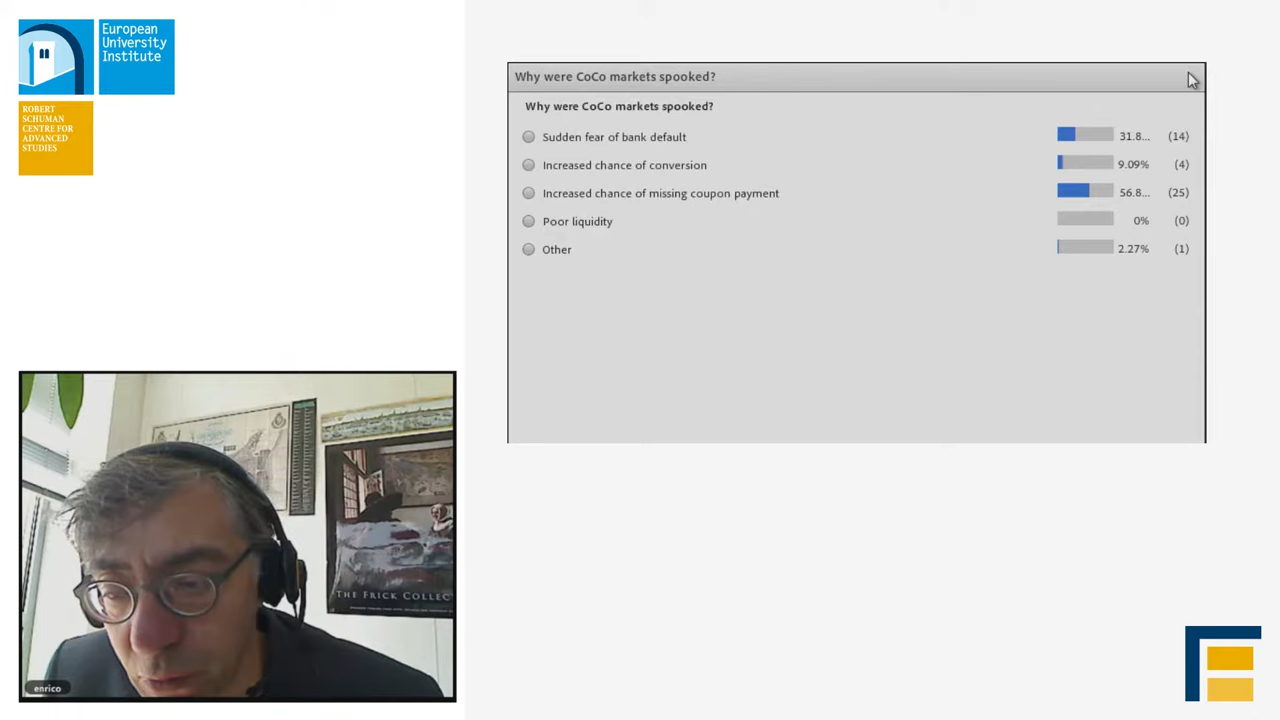 European
University
Institute
ROBERT
SCHUMAN
CENTRE FOR
ADVANCED
STUDIES
Why were CoCo markets spooked?
Why were CoCo markets spooked?
Sudden fear of bank default 31.8... (14)
Increased chance of conversion 9.09% (4)
Increased chance of missing coupon payment 56.8... (25)
Poor liquidity 0% (0)
Other 2.27% (1)
THE FRICK COLLEC
enrico